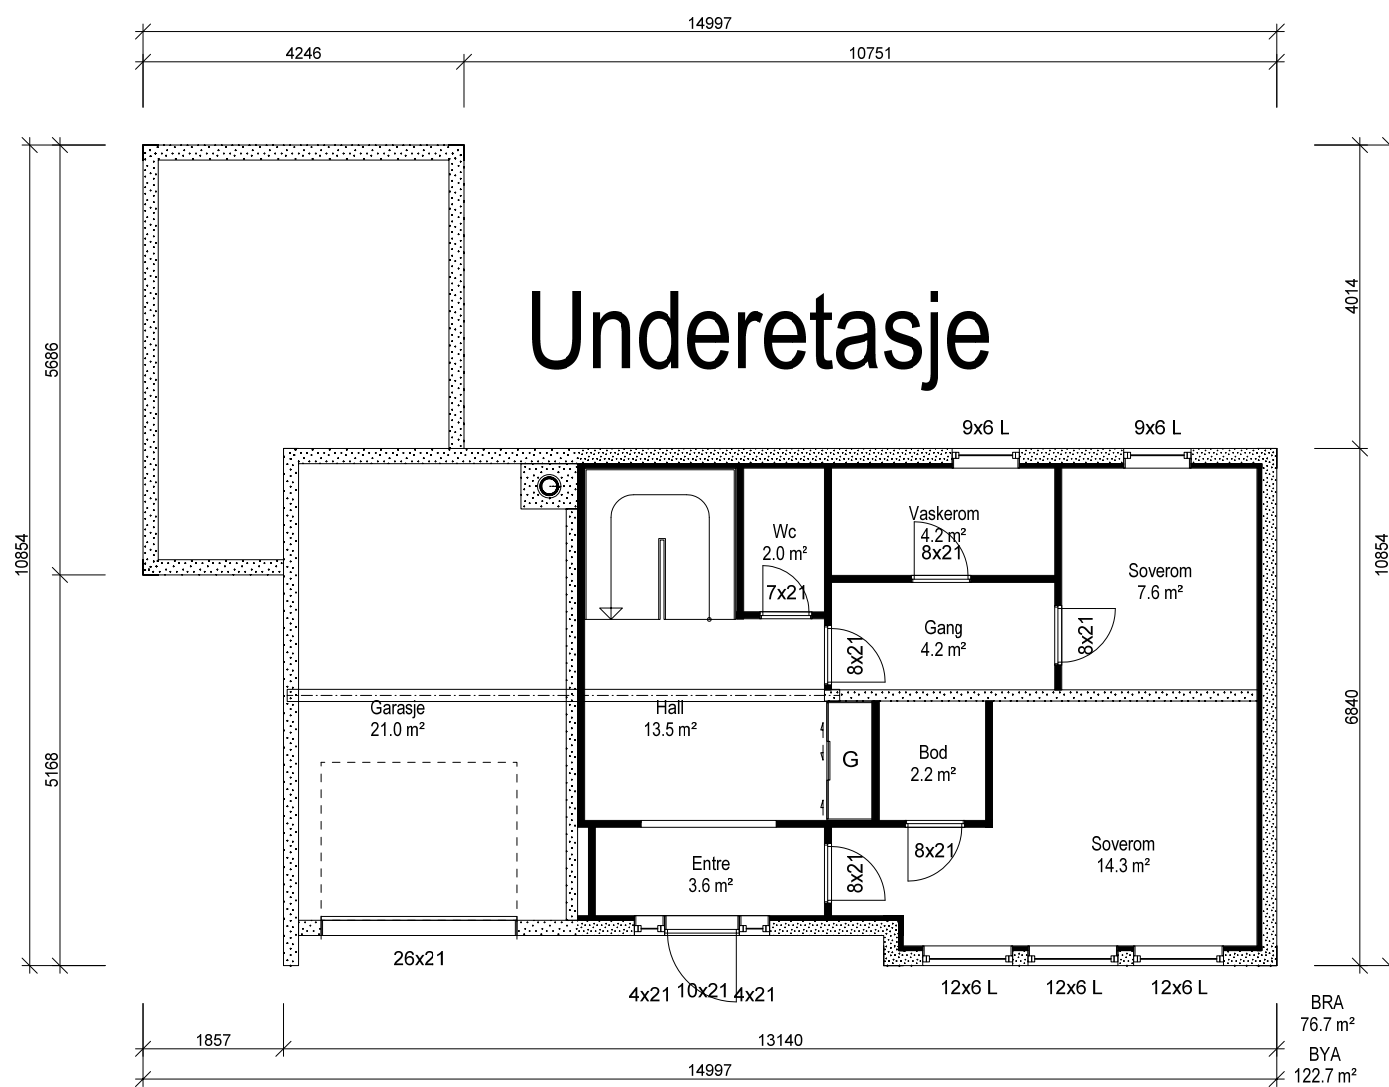 14997
4246
10751
4014
5686
Underetasje
9x6 L
9x6 L
10854
10854
Vaskerom
4.2 m²
8x21
Wc
2.0 m²
7x21
Soverom
7.6 m²
8x21
Gang
4.2 m²
8x21
6840
Garasje
21.0 m²
Hall
13.5 m²
G
Bod
2.2 m²
5168
8x21
Entre
3.6 m²
8x21
Soverom
14.3 m²
26x21
4x21
10x21
4x21
12x6 L
12x6 L
12x6 L
BRA
76.7 m²
1857
13140
BYA
122.7 m²
14997